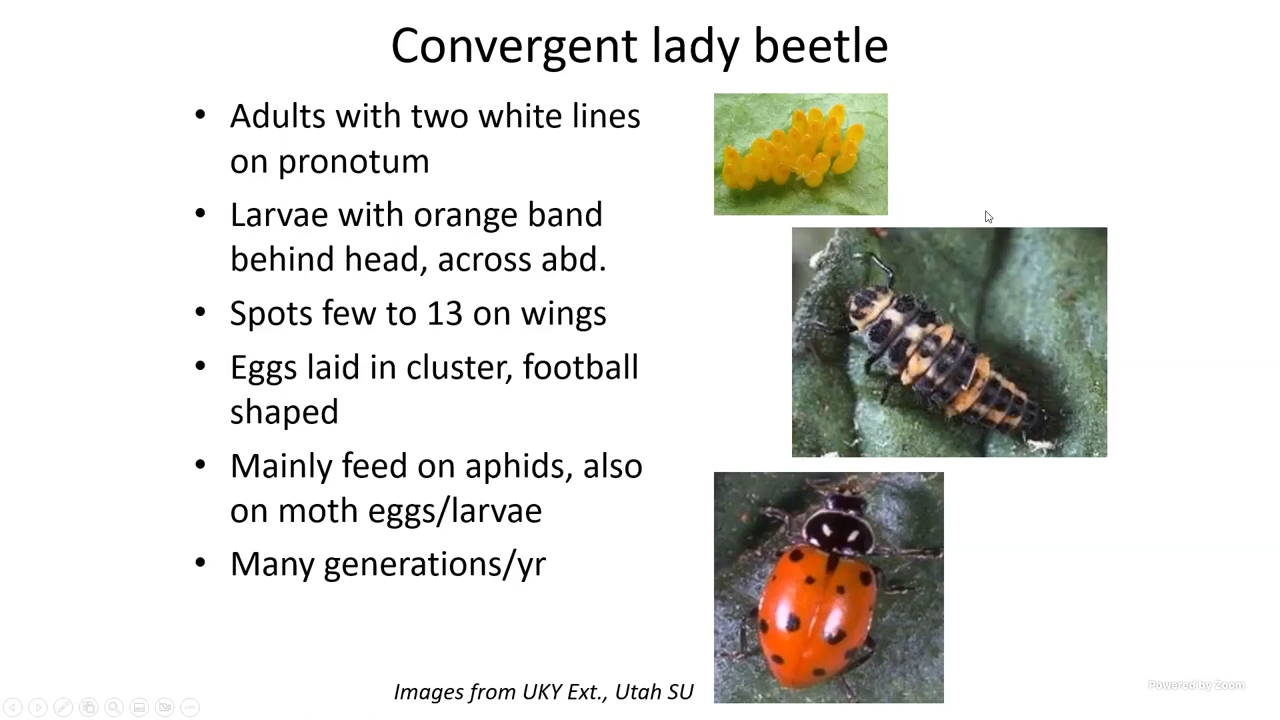 Convergent lady beetle
• Adults with two white lines
on pronotum
• Larvae with orange band
behind head, across abd.
• Spots few to 13 on wings
• Eggs laid in cluster, football
shaped
• Mainly feed on aphids, also
on moth eggs/larvae
• Many generations/yr
Images from UKY Ext., Utah SU
Powered by Zoom